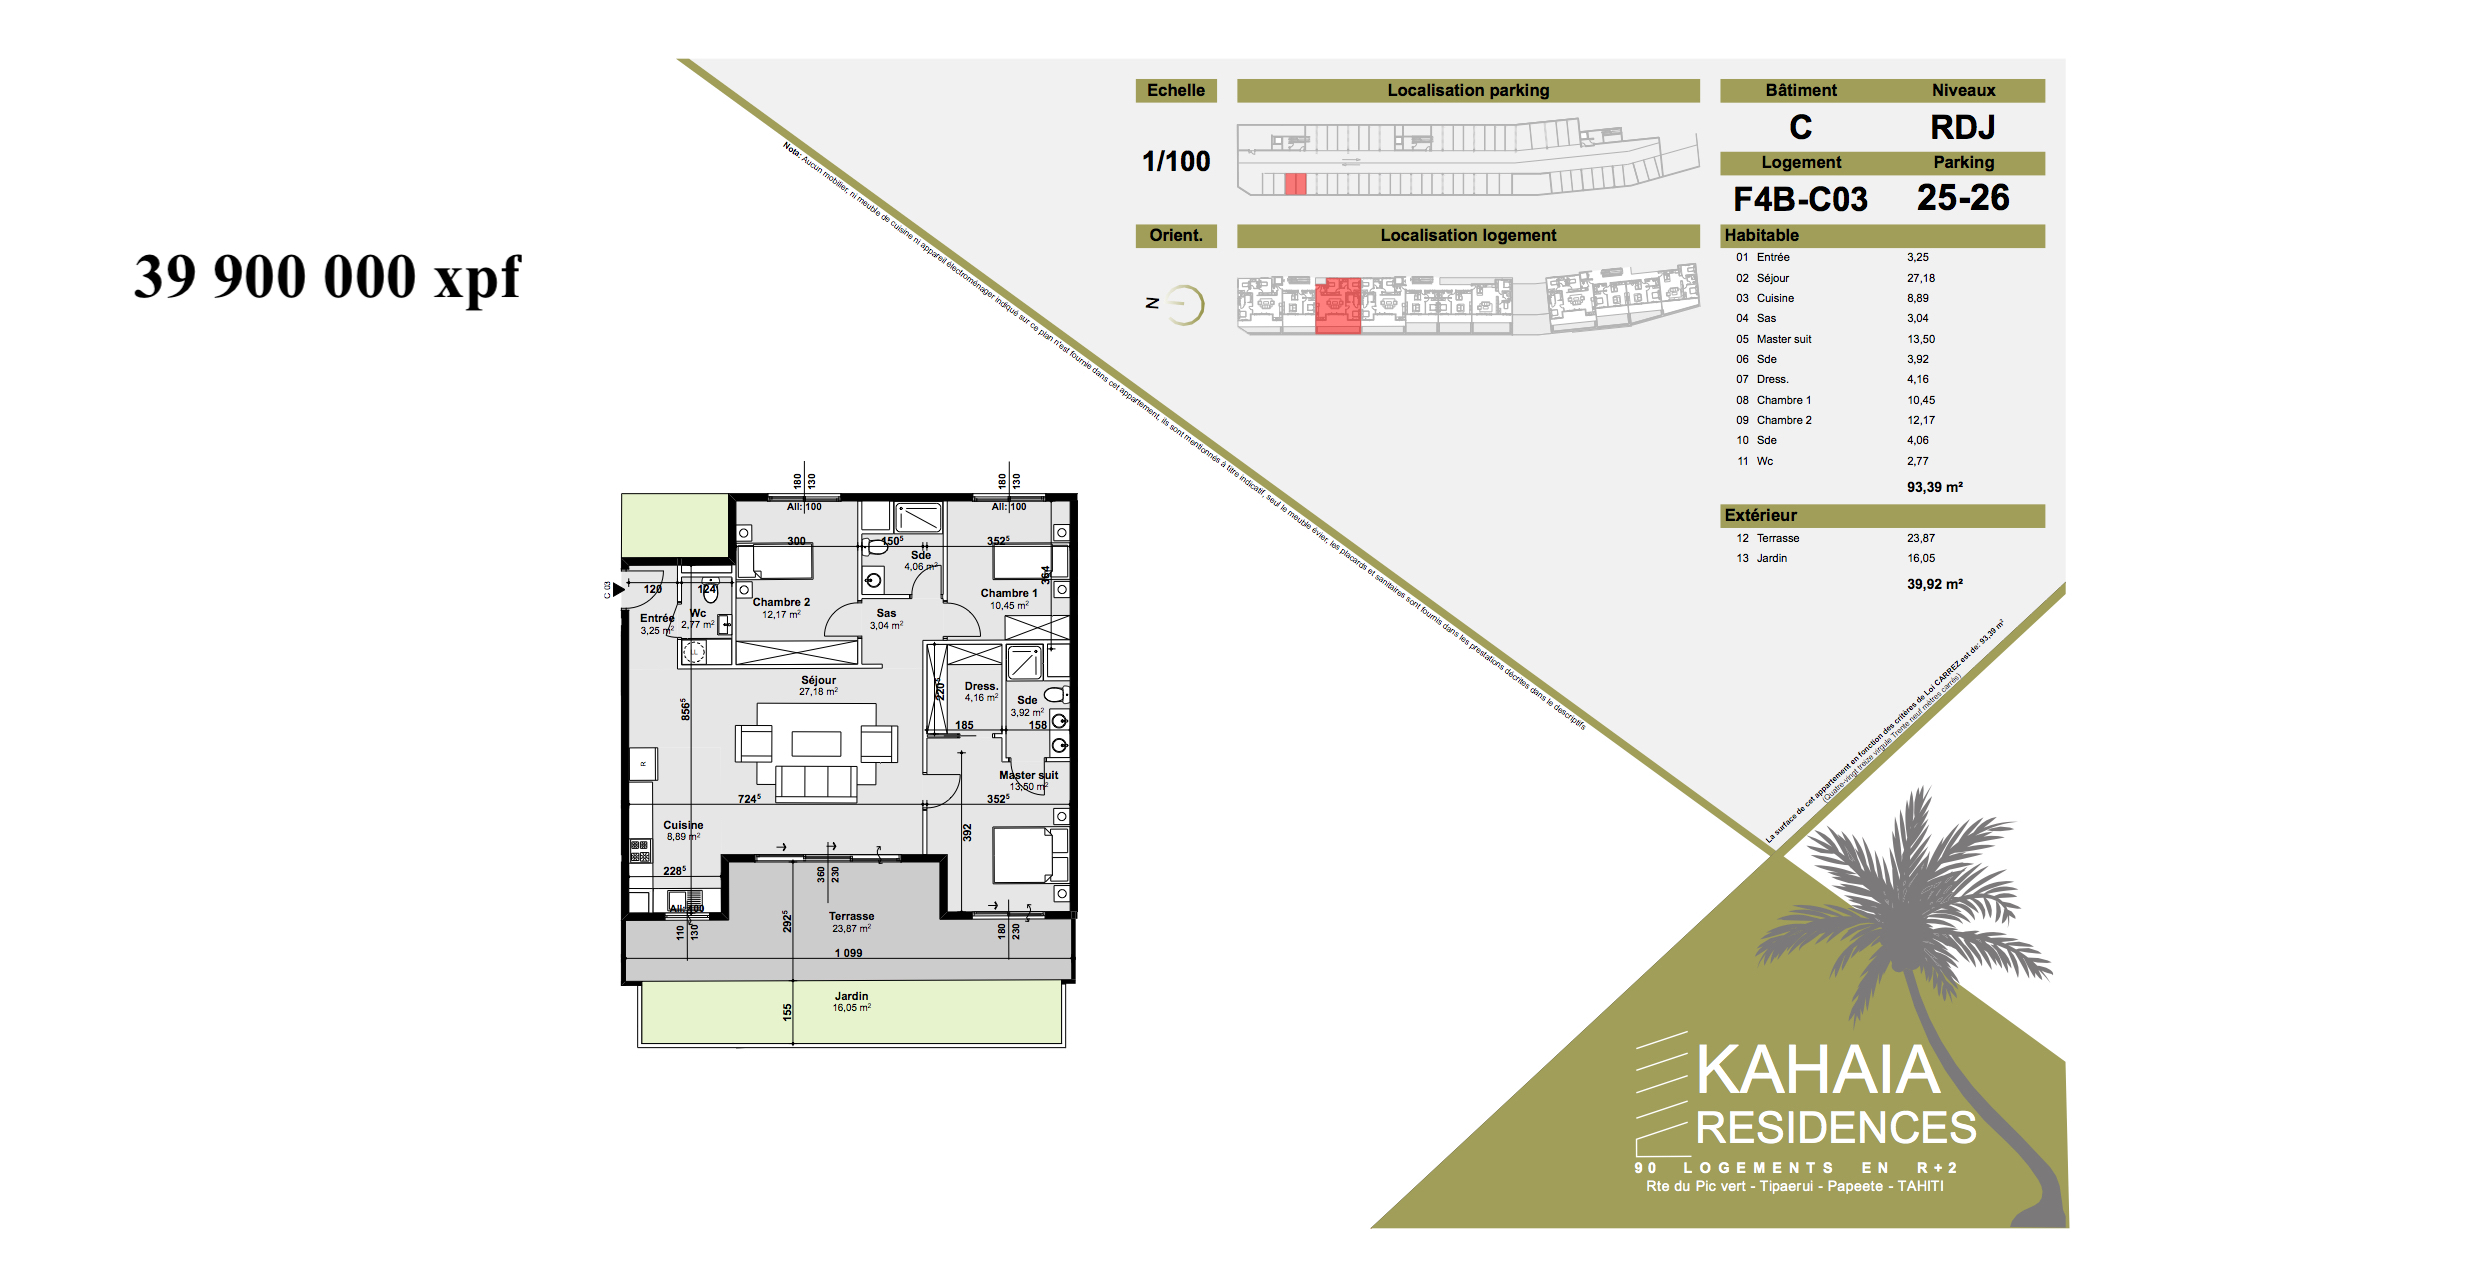 39 900 000 xpf
Echelle
1/100
Orient.
N
Localisation parking
Localisation logement
Bâtiment Niveaux
C RDJ
Logement Parking
F4B-C03 25-26
Habitable
01 Entrée 3,25
02 Séjour 27,18
03 Cuisine 8,89
04 Sas 3,04
05 Master suit 13,50
06 Sde 3,92
07 Dress. 4,16
08 Chambre 1 10,45
09 Chambre 2 12,17
10 Sde 4,06
11 Wc 2,77
93,39 m²
Extérieur
12 Terrasse 23,87
13 Jardin 16,05
39,92 m²
Nota: Aucun mobilier, ni meuble de cuisine ni appareil électroménager indiqué sur ce plan n'est fournie dans cet appartement, ils sont mentionnés à titre indicatif, seul le meuble évier, les placards et sanitaires sont fournis dans les prestations décrites dans le descriptifs
La surface de cet appartement en fonction des critères de Loi CARREZ est de: 93,39 m²
(Quatre-vingt treize virgule Trente neuf mètres carrés)
180
130
180
130
All: 100
All: 100
300
150⁵
352⁵
Sde
4,06 m²
364
C 03
120
124
Chambre 2
12,17 m²
Chambre 1
10,45 m²
Entrée
3,25 m²
Wc
2,77 m²
Sas
3,04 m²
Séjour
27,18 m²
220⁵
Dress.
4,16 m²
Sde
3,92 m²
856⁵
185
158
R
Master suit
13,50 m²
724⁵
352⁵
Cuisine
8,89 m²
392
228⁵
360
230
All: 100
110
130
292⁵
Terrasse
23,87 m²
180
230
1 099
Jardin
16,05 m²
155
KAHAIA
RESIDENCES
90 LOGEMENTS EN R+2
Rte du Pic vert - Tipaerui - Papeete - TAHITI